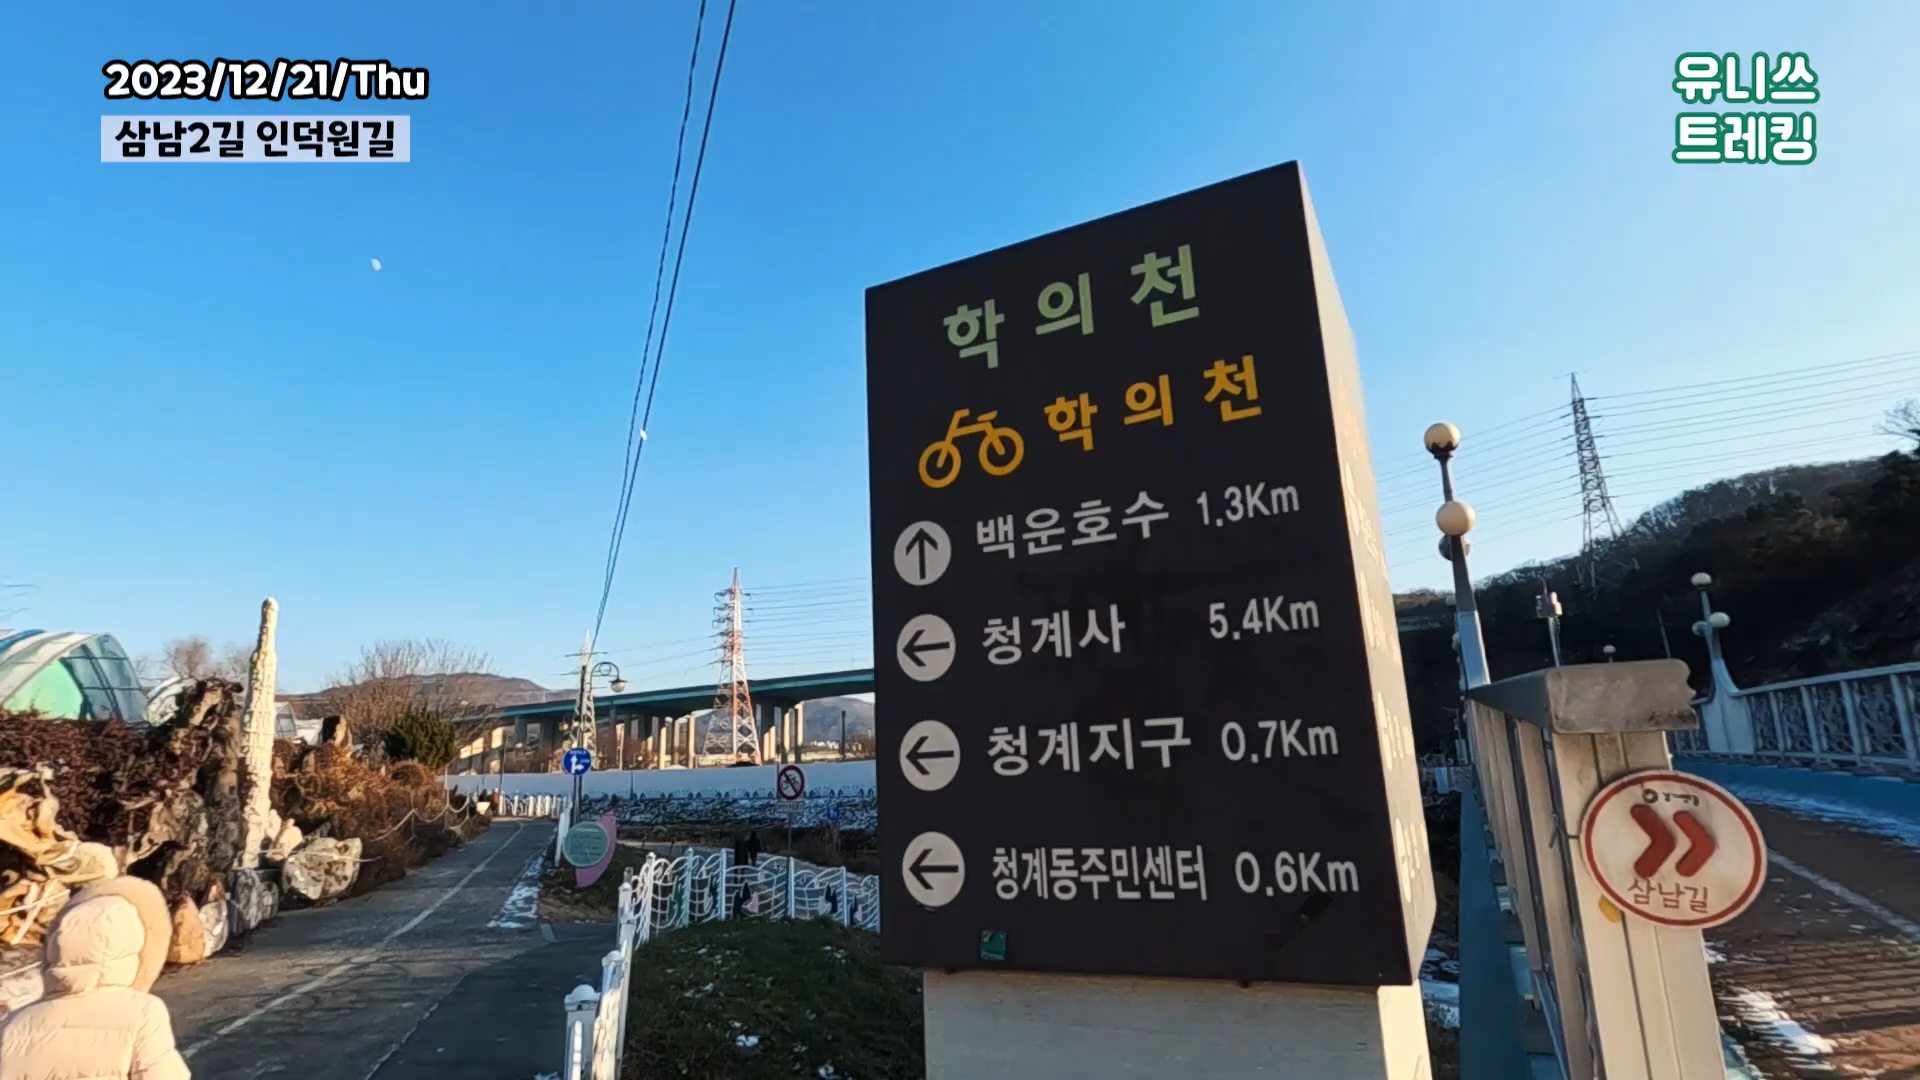 2023/12/21/Thu
삼남2길 인덕원길
유니쓰
트레킹
학의천
학의천
백운호수 1.3Km
청계사 5.4Km
청계지구 0.7Km
청계동주민센터 0.6Km
삼남길